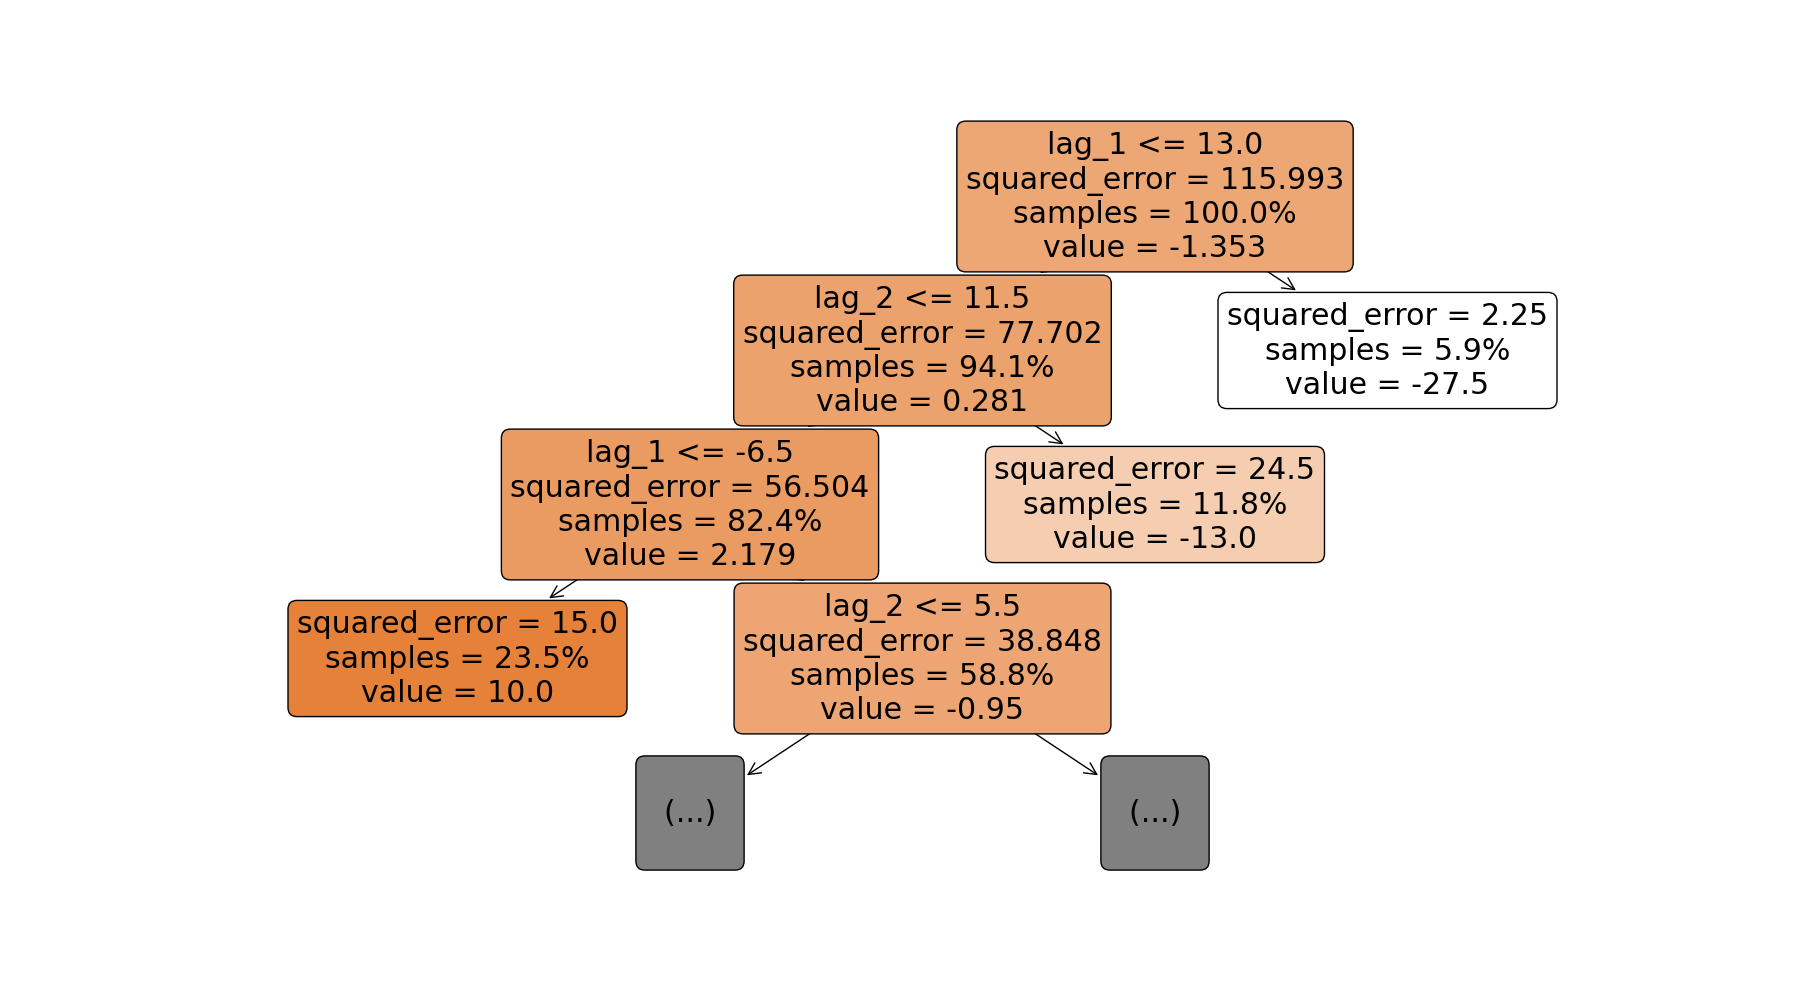 lag_1 <= 13.0
squared_error = 115.993
samples = 100.0%
value = -1.353
lag_2 <= 11.5
squared_error = 77.702
samples = 94.1%
value = 0.281
squared_error = 2.25
samples = 5.9%
value = -27.5
lag_1 <= -6.5
squared_error = 56.504
samples = 82.4%
value = 2.179
squared_error = 24.5
samples = 11.8%
value = -13.0
squared_error = 15.0
samples = 23.5%
value = 10.0
lag_2 <= 5.5
squared_error = 38.848
samples = 58.8%
value = -0.95
(...)
(...)